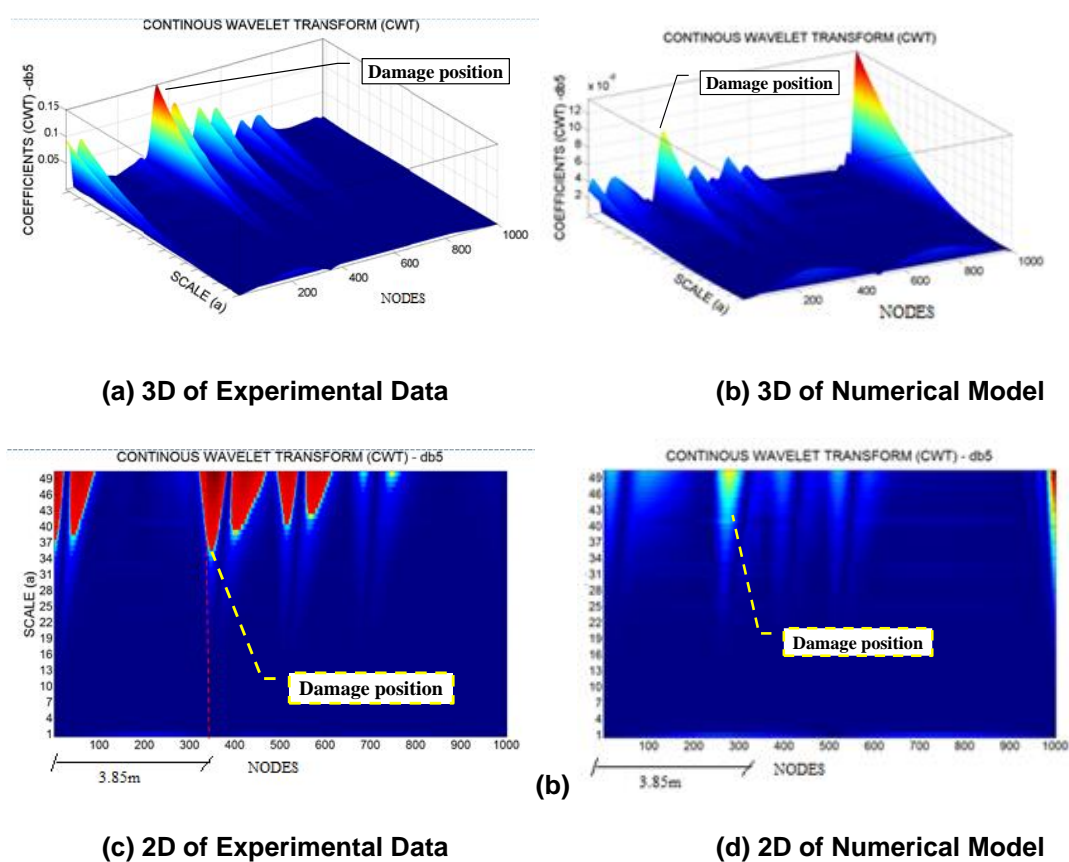 CONTINOUS WAVELET TRANSFORM (CWT)
Damage position
COEFFICIENTS (CWT) -db5
0.15
0.1
0.05
SCALE (a)
200
400
600
800
1000
NODES
CONTINOUS WAVELET TRANSFORM (CWT)
Damage position
COEFFICIENTS (CWT) -db5
x 10
12
10
8
6
4
2
SCALE (a)
200
400
600
800
1000
NODES
(a) 3D of Experimental Data
(b) 3D of Numerical Model
CONTINOUS WAVELET TRANSFORM (CWT) - db5
SCALE (a)
49
46
43
40
37
34
31
28
25
22
19
16
13
10
7
4
1
Damage position
100 200 300 400 500 600 700 800 900 1000
NODES
3.85m
CONTINOUS WAVELET TRANSFORM (CWT) - db5
49
46
43
40
37
34
31
28
25
22
19
16
13
10
7
4
1
Damage position
100 200 300 400 500 600 700 800 900 1000
NODES
3.85m
(b)
(c) 2D of Experimental Data
(d) 2D of Numerical Model